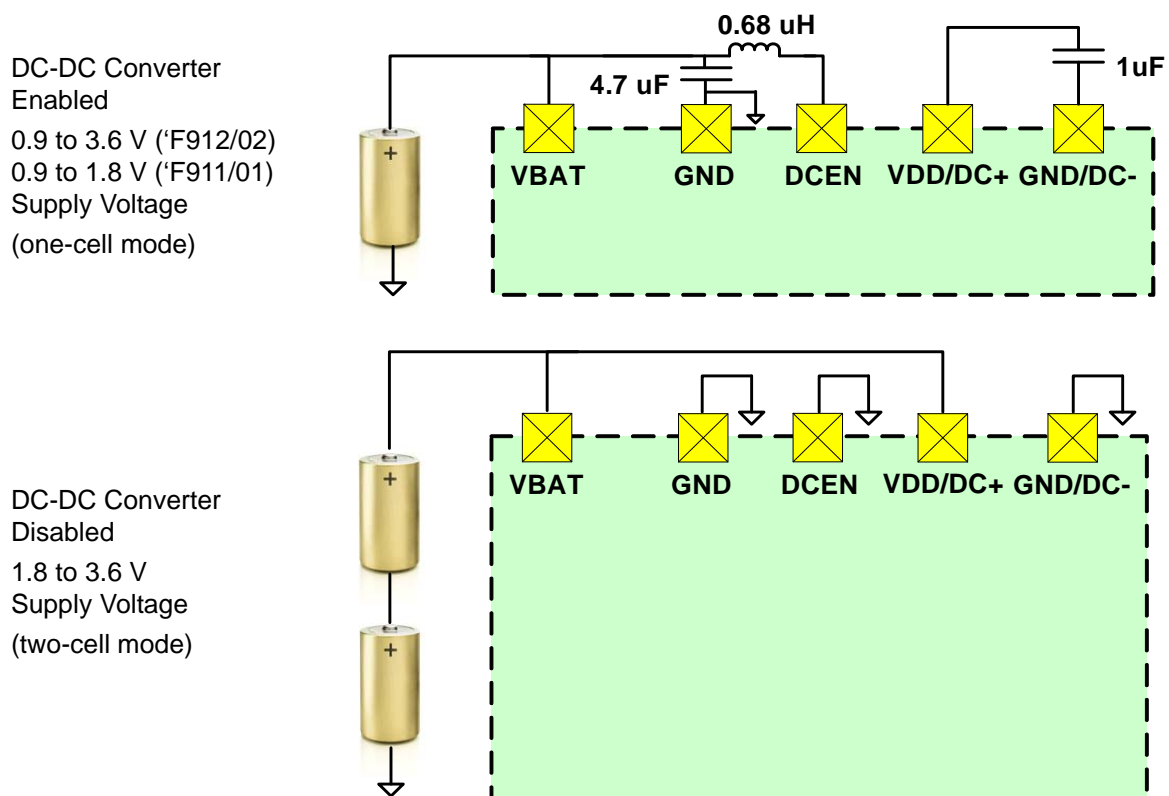 DC-DC Converter
Enabled
0.9 to 3.6 V (‘F912/02)
0.9 to 1.8 V (‘F911/01)
Supply Voltage
(one-cell mode)
0.68 uH
4.7 uF
1uF
+
VBAT
GND
DCEN
VDD/DC+
GND/DC-
DC-DC Converter
Disabled
1.8 to 3.6 V
Supply Voltage
(two-cell mode)
+
+
VBAT
GND
DCEN
VDD/DC+
GND/DC-